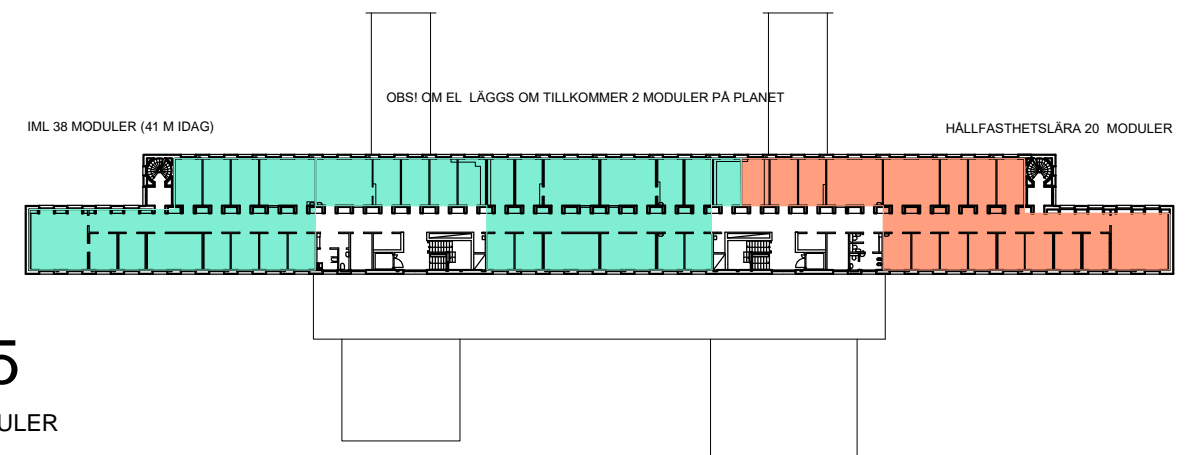 OBS! OM EL LÄGGS OM TILLKOMMER 2 MODULER PÅ PLANET
IML 38 MODULER (41 M IDAG)
HÅLLFASTHETSLÄRA 20 MODULER
5
ULER